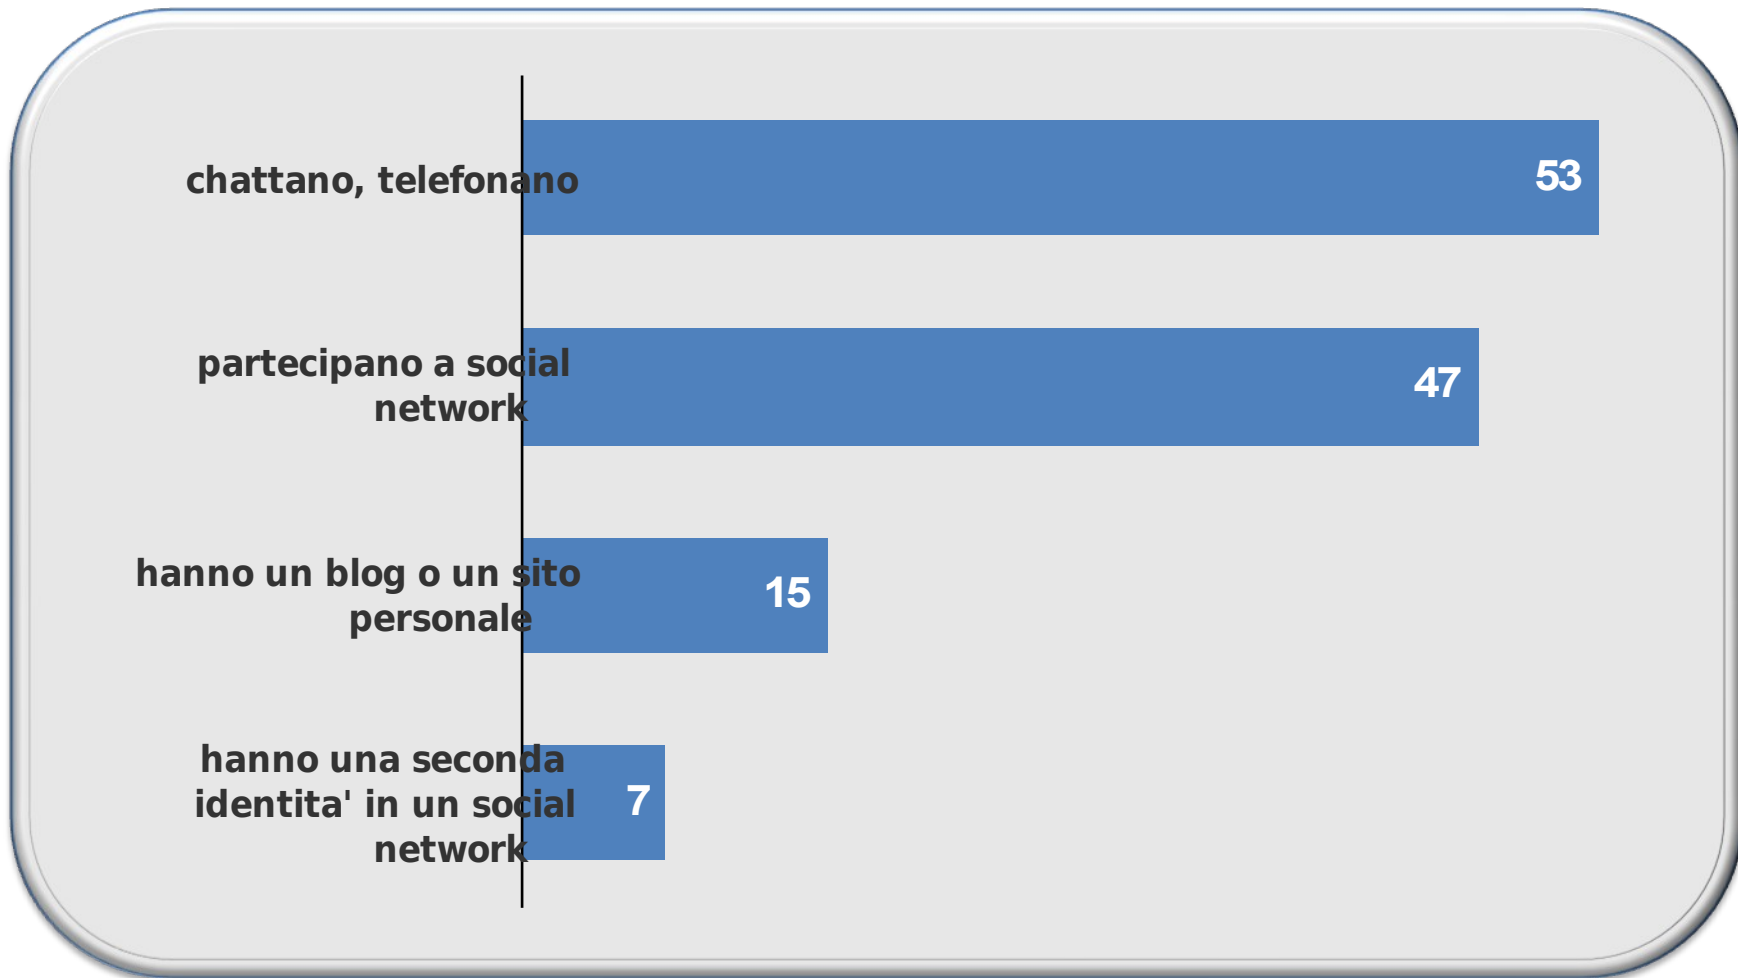 chattano, telefonano
53
partecipano a social
network
47
hanno un blog o un sito
personale
15
hanno una seconda
identita' in un social
network
7